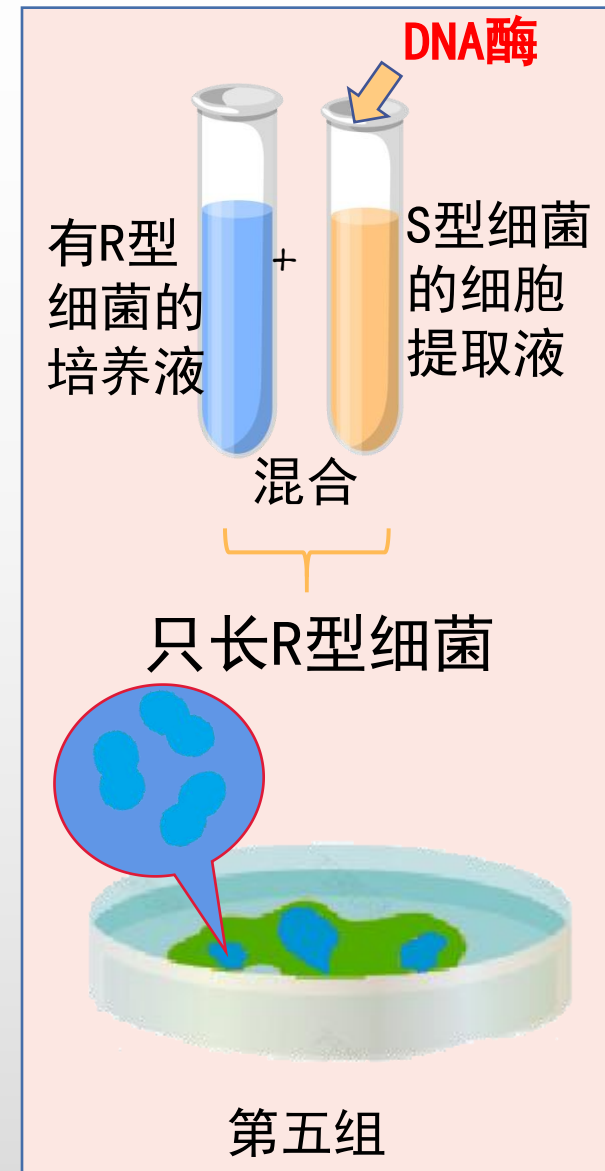 DNA酶
有R型
细菌的
培养液
+
S型细菌
的细胞
提取液
混合
只长R型细菌
第五组